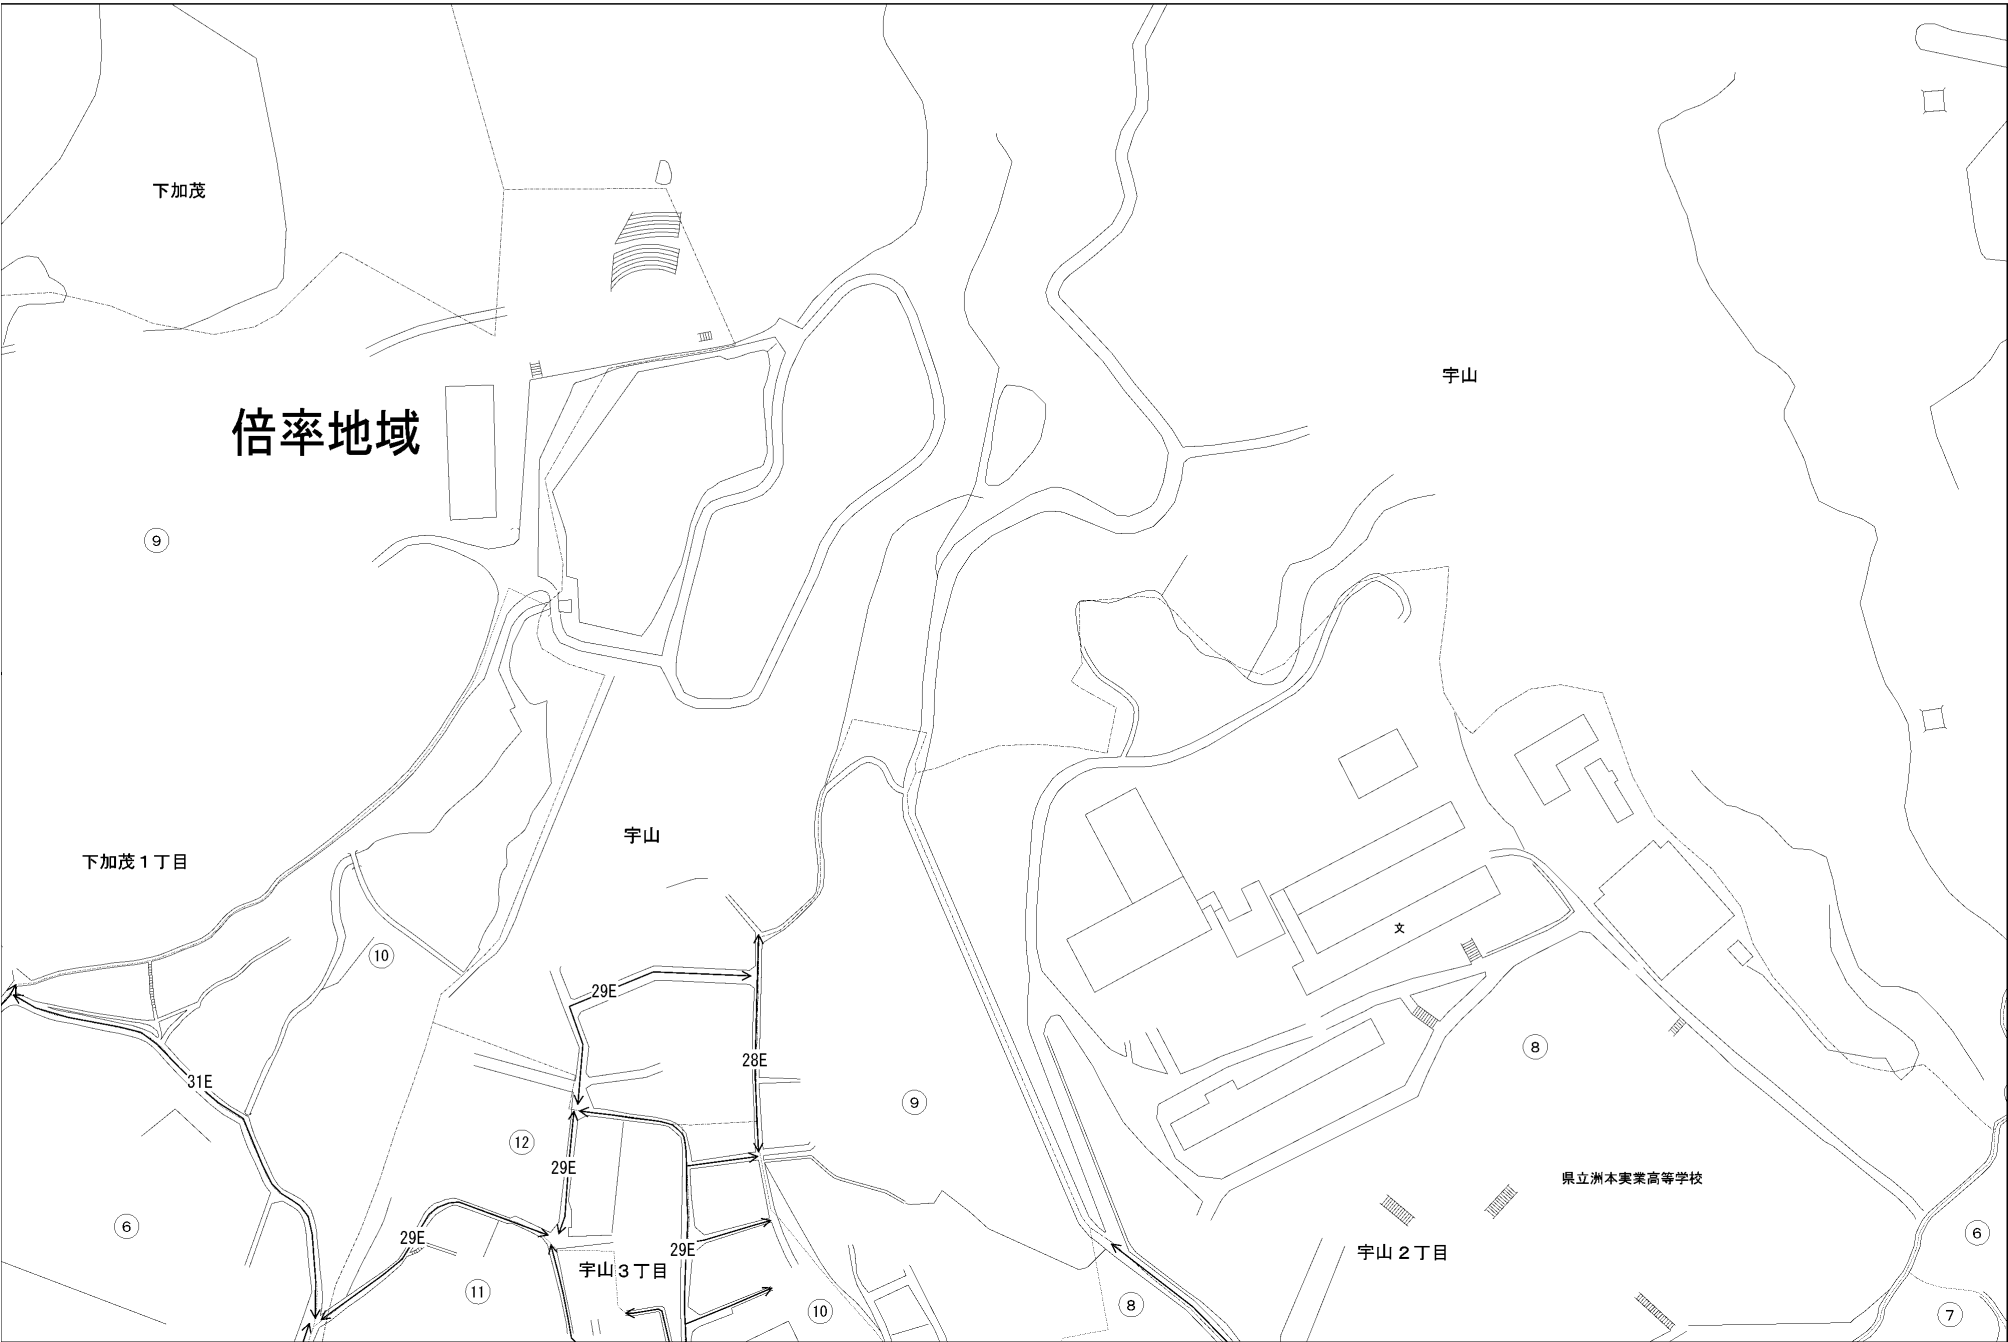 下加茂
宇山
倍率地域
⑨
宇山
下加茂1丁目
文
⑩
29E
⑧
28E
31E
⑨
⑫
29E
県立洲本実業高等学校
⑥
29E
29E
⑥
宇山2丁目
宇山3丁目
⑪
⑩
⑧
⑦